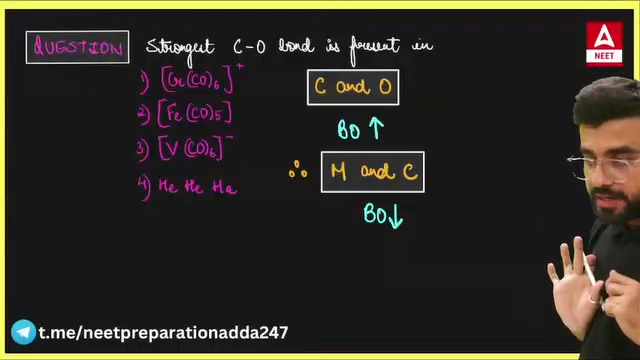 QUESTION
Strongest C-O bond is present in
1) [Cr(CO)6]+
2) [Fe(CO)5]
3) [V(CO)6]-
4) He He Ha
C and O
BO ↑
∴ M and C
BO↓
A
NEET
t.me/neetpreparationadda247